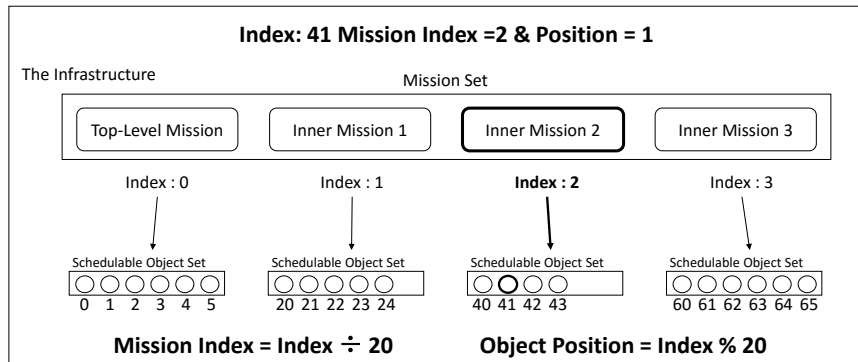 Index: 41 Mission Index =2 & Position = 1
The Infrastructure
Mission Set
Top-Level Mission Inner Mission 1 Inner Mission 2 Inner Mission 3
Index : 0 Index : 1 Index : 2 Index : 3
Schedulable Object Set Schedulable Object Set Schedulable Object Set Schedulable Object Set
0 1 2 3 4 5 20 21 22 23 24 40 41 42 43 60 61 62 63 64 65
Mission Index = Index ÷ 20 Object Position = Index % 20